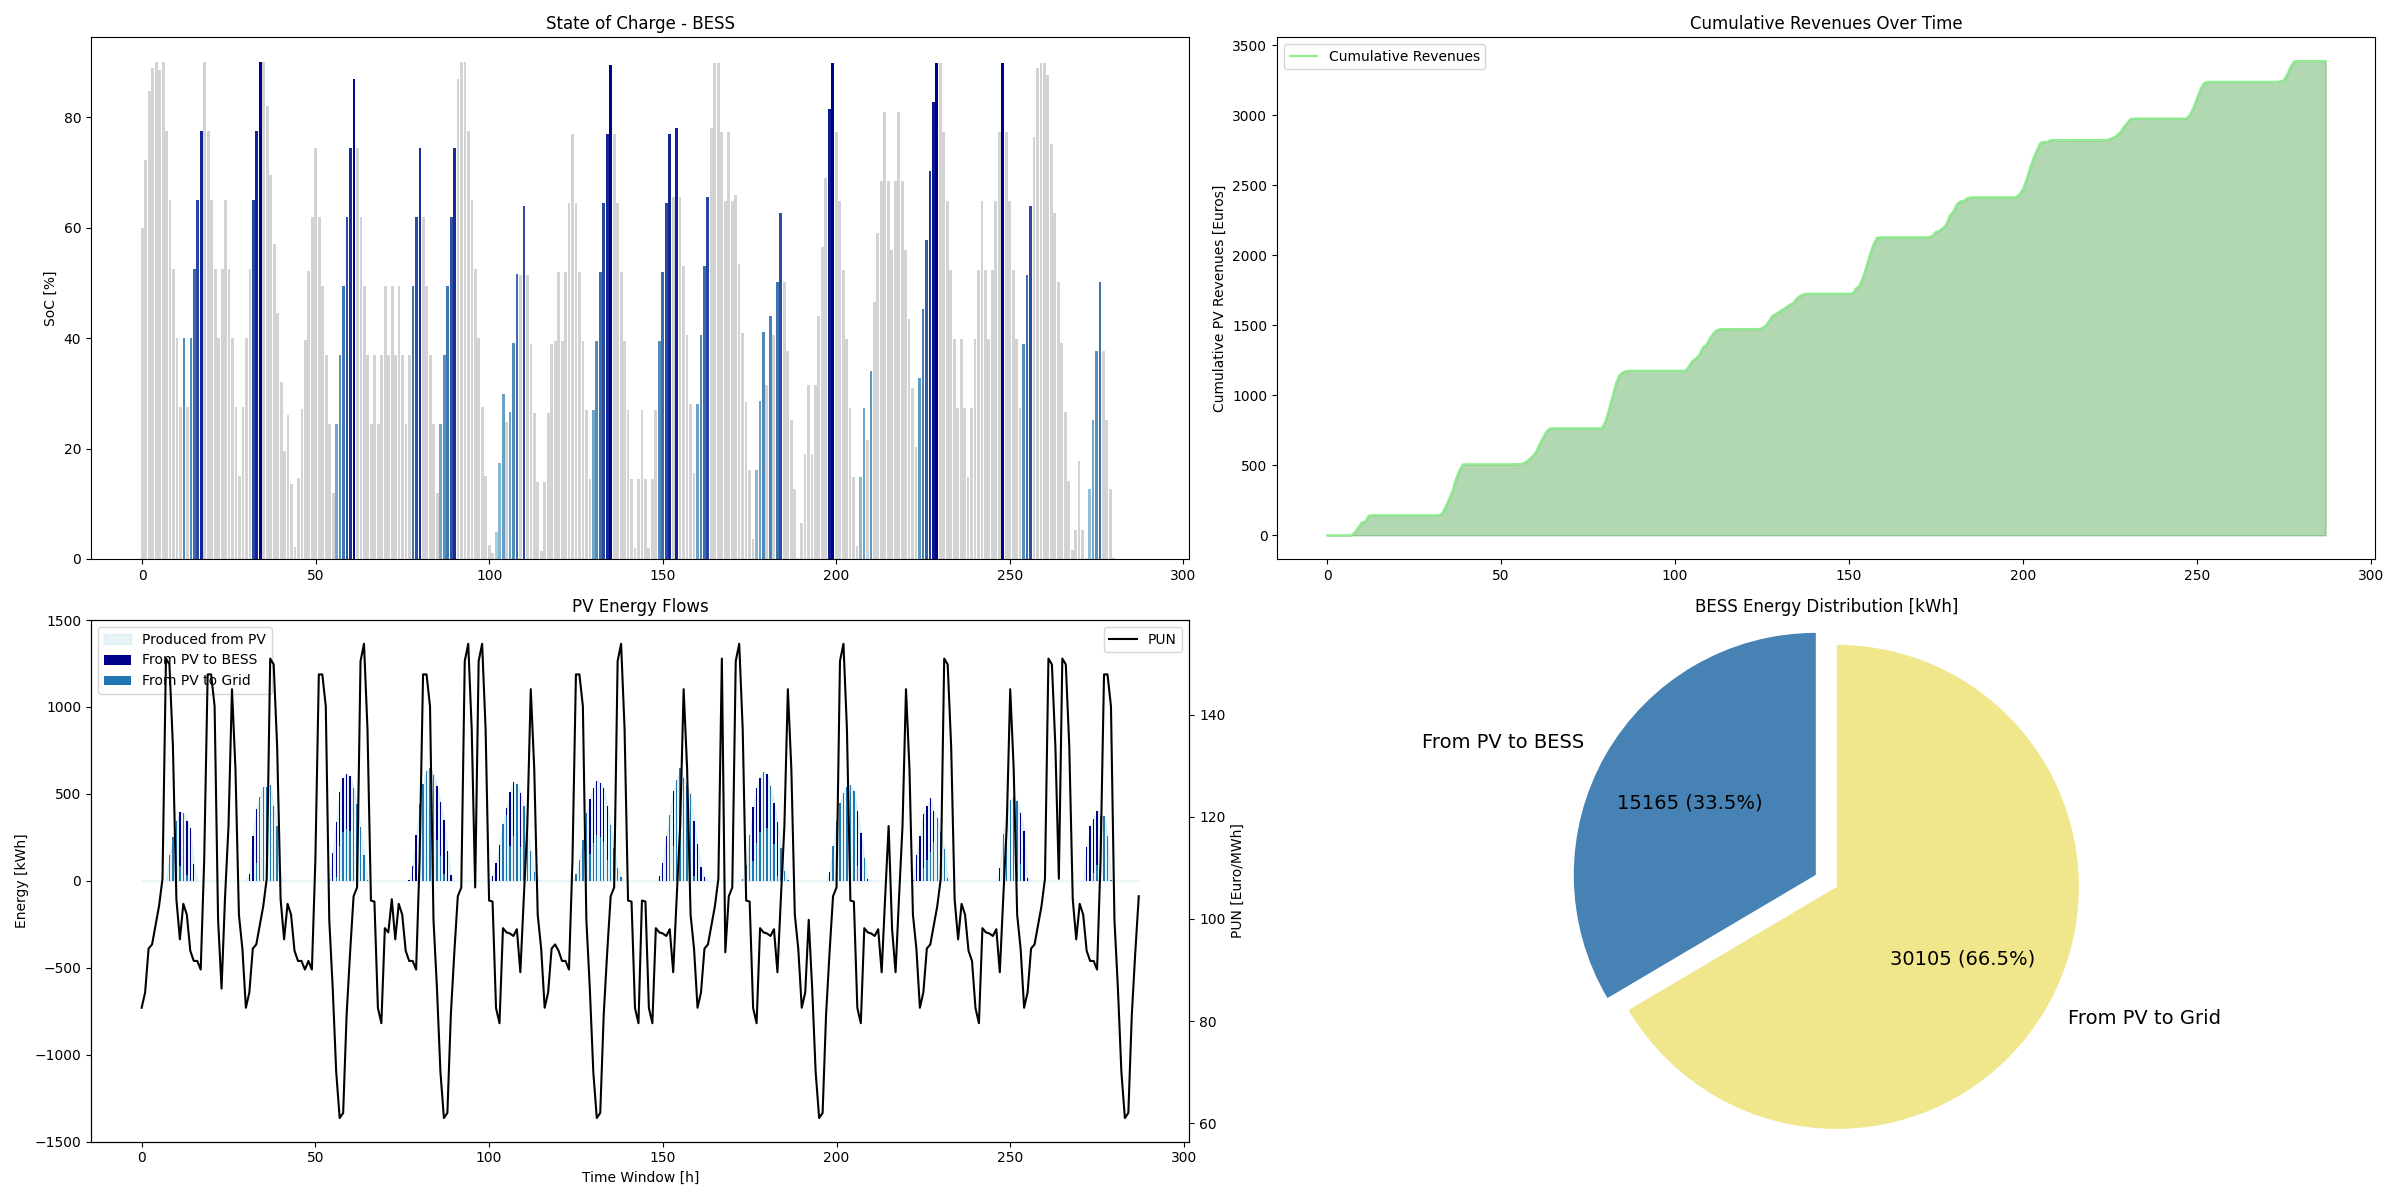 State of Charge - BESS
SoC [%]
80
60
40
20
0
0 50 100 150 200 250 300
Cumulative Revenues Over Time
Cumulative Revenues
Cumulative PV Revenues [Euros]
3500
3000
2500
2000
1500
1000
500
0
0 50 100 150 200 250 300
PV Energy Flows
Produced from PV
From PV to BESS
From PV to Grid
PUN
Energy [kWh]
1500
1000
500
0
−500
−1000
−1500
140
120
100
80
60
PUN [Euro/MWh]
0 50 100 150 200 250 300
Time Window [h]
BESS Energy Distribution [kWh]
From PV to BESS
15165 (33.5%)
30105 (66.5%)
From PV to Grid